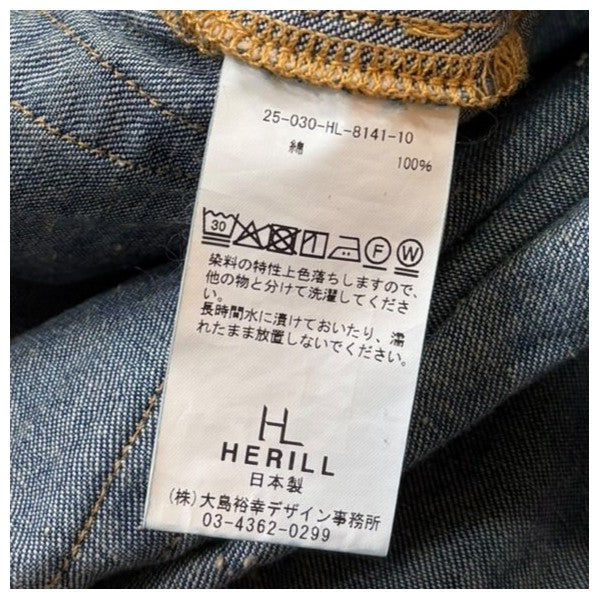 25-030-HL-8141-10
綿 100%
30 F W
染料の特性上色落ちしますので、
他の物と分けて洗濯してくださ
い。
長時間水に漬けておいたり、濡
れたまま放置しないでください。
HL
HERILL
日本製
(株)大島裕幸デザイン事務所
03-4362-0299